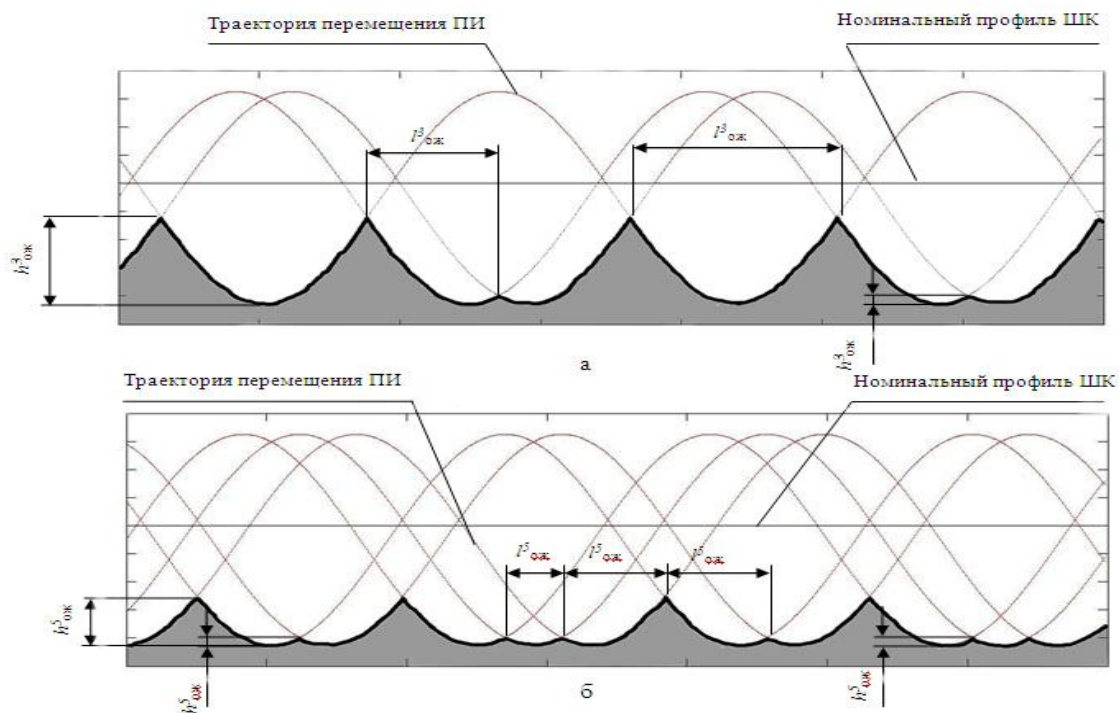 Траектория перемещения ПИ
Номинальный профиль ШК
l³ож
l³ож
h³ож
h³ож
а
Траектория перемещения ПИ
Номинальный профиль ШК
l⁵ож
l⁵ож
l⁵ож
h⁵ож
h⁵ож
h⁵ож
б